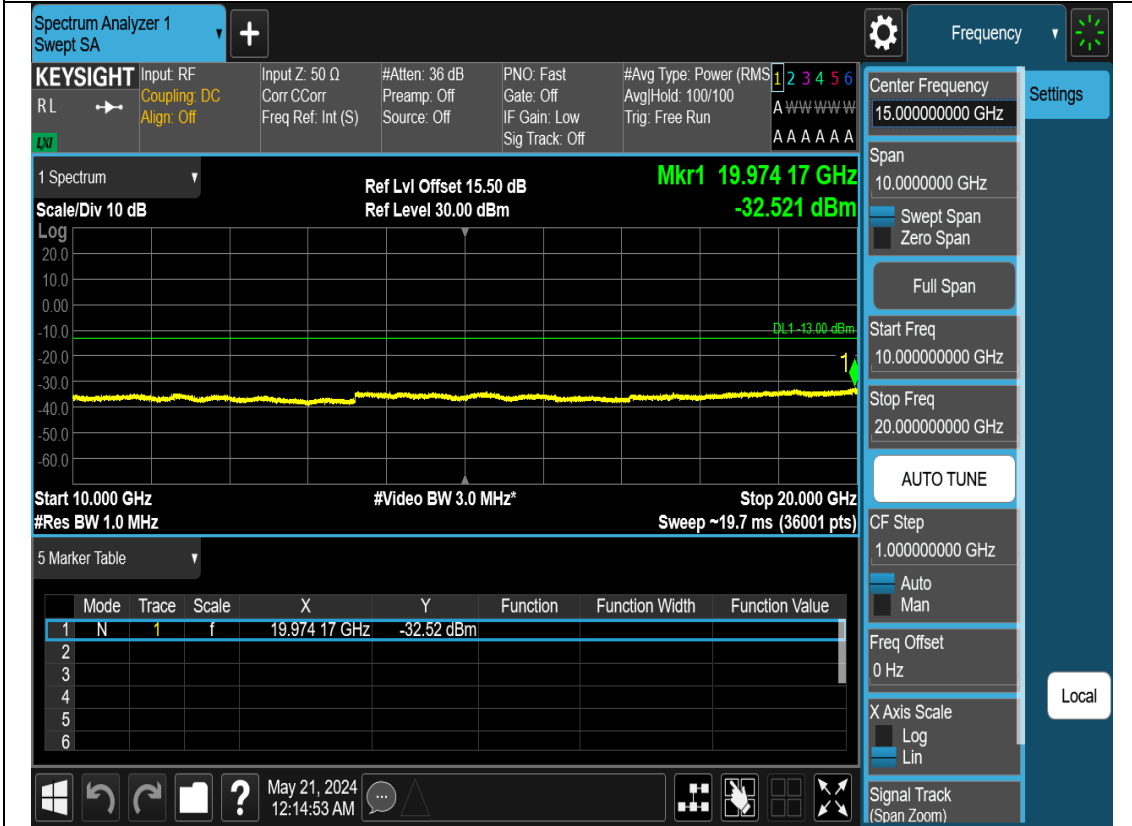 Spectrum Analyzer 1
Swept SA
Frequency
KEYSIGHT
R L
LXI
Input: RF
Coupling: DC
Align: Off
Input Z: 50 Ω
Corr CCorr
Freq Ref: Int (S)
#Atten: 36 dB
Preamp: Off
Source: Off
PNO: Fast
Gate: Off
IF Gain: Low
Sig Track: Off
#Avg Type: Power (RMS
Avg|Hold: 100/100
Trig: Free Run
1 2 3 4 5 6
A W W W W W
A A A A A A
1 Spectrum
Scale/Div 10 dB
Ref Lvl Offset 15.50 dB
Ref Level 30.00 dBm
Mkr1 19.974 17 GHz
-32.521 dBm
Log
20.0
10.0
0.00
-10.0
-20.0
-30.0
-40.0
-50.0
-60.0
DL1 -13.00 dBm
1
Start 10.000 GHz
#Video BW 3.0 MHz*
Stop 20.000 GHz
#Res BW 1.0 MHz
Sweep ~19.7 ms (36001 pts)
5 Marker Table
Mode Trace Scale X Y Function Function Width Function Value
1 N 1 f 19.974 17 GHz -32.52 dBm
2
3
4
5
6
May 21, 2024
12:14:53 AM
Center Frequency
15.000000000 GHz
Span
10.0000000 GHz
Swept Span
Zero Span
Full Span
Start Freq
10.000000000 GHz
Stop Freq
20.000000000 GHz
AUTO TUNE
CF Step
1.000000000 GHz
Auto
Man
Freq Offset
0 Hz
X Axis Scale
Log
Lin
Signal Track
(Span Zoom)
Settings
Local